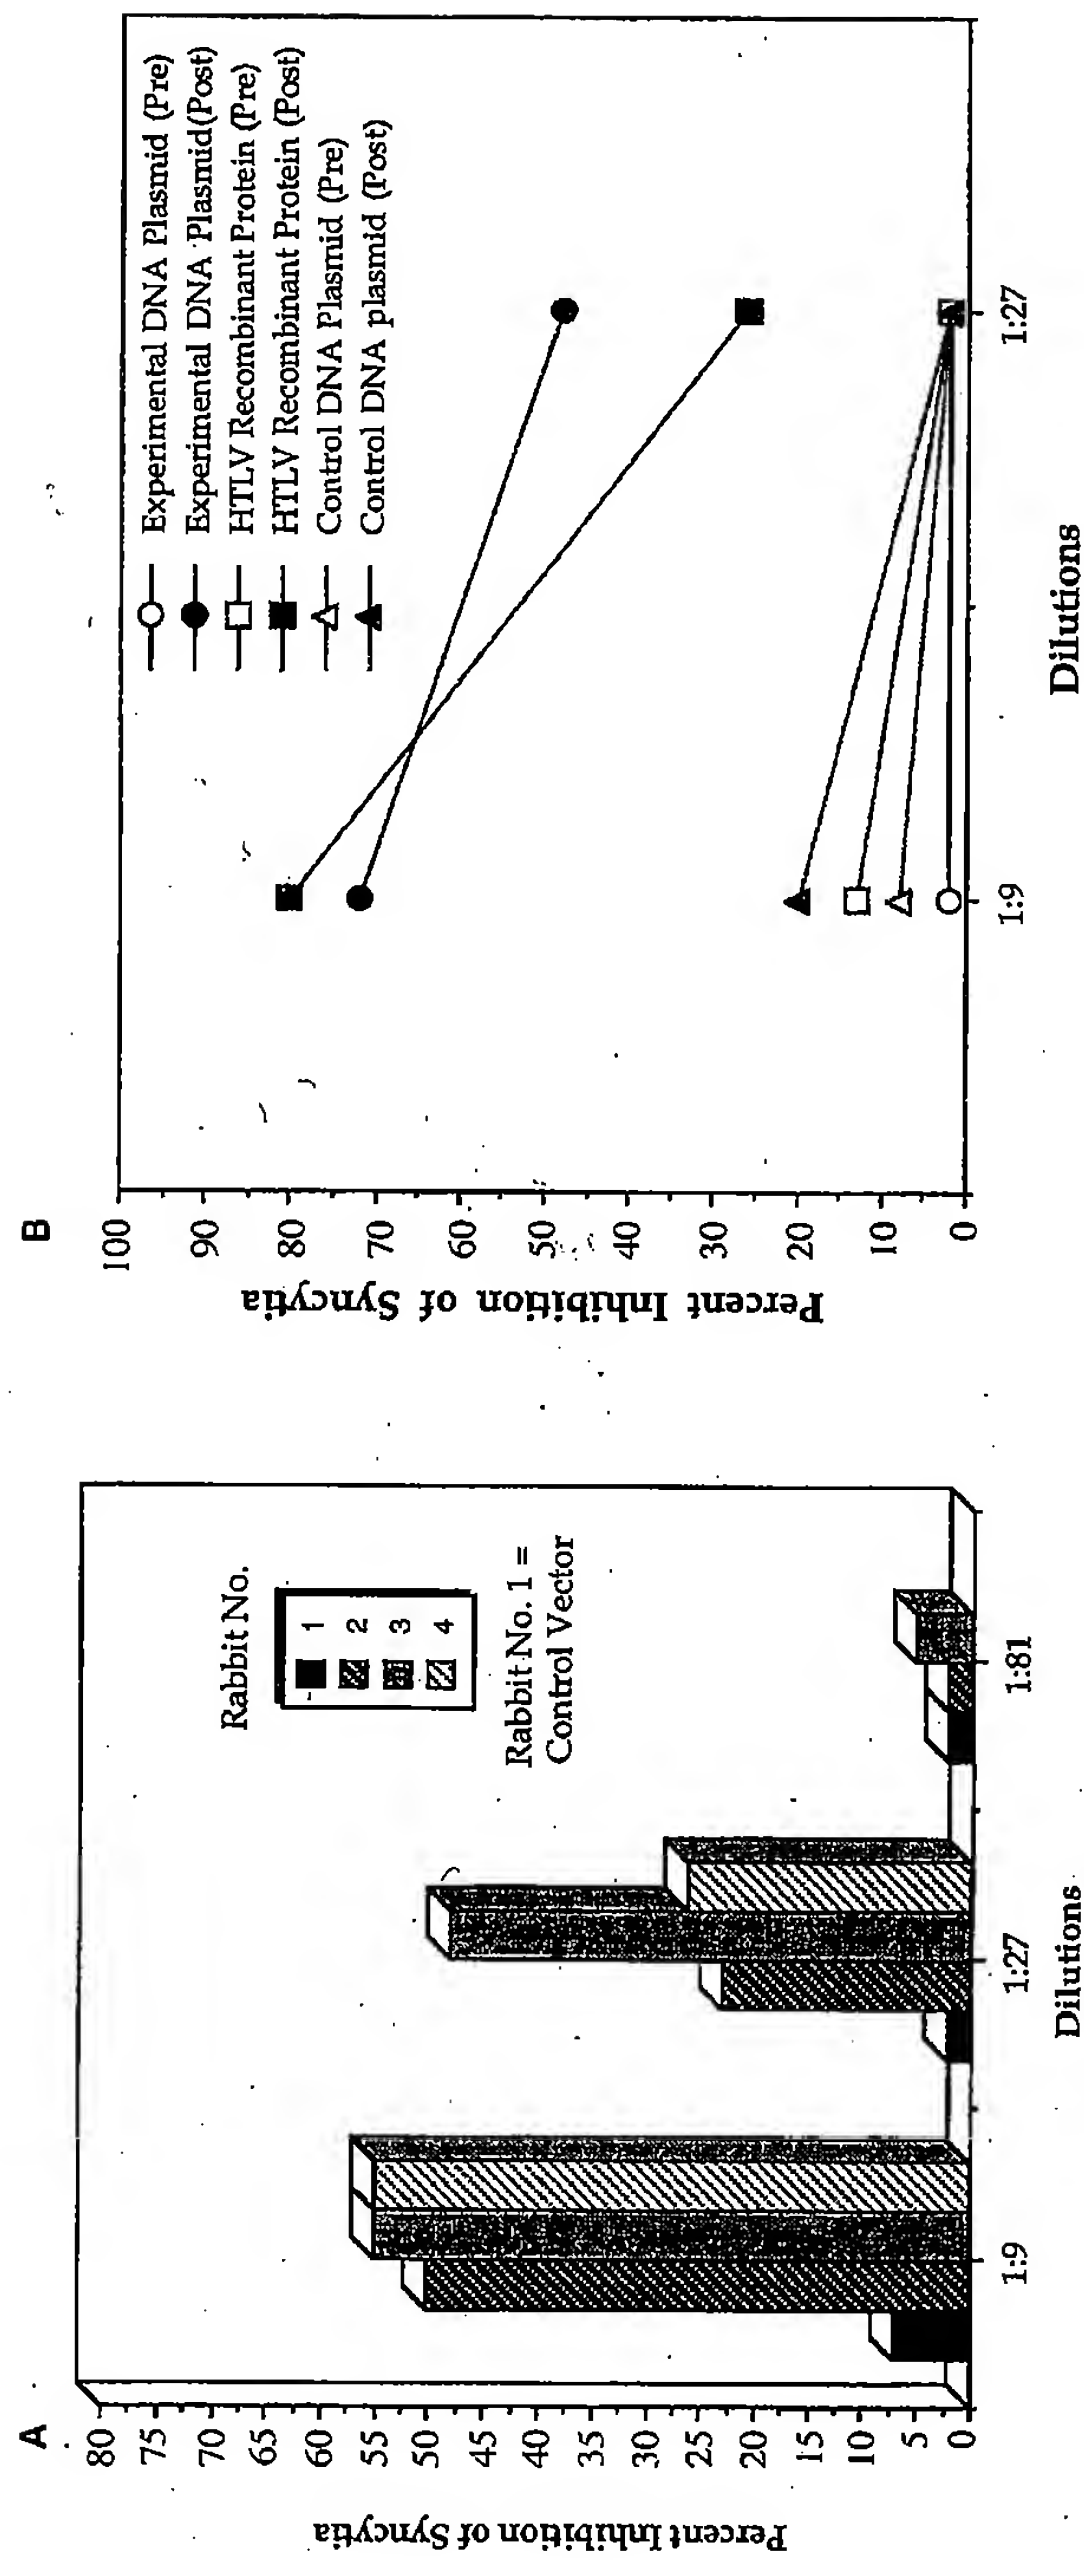 A
Percent Inhibition of Syncytia
80
75
70
65
60
55
50
45
40
35
30
25
20
15
10
5
0
Rabbit No.
1
2
3
4
Rabbit No. 1 =
Control Vector
1:9
1:27
1:81
Dilutions
B
Percent Inhibition of Syncytia
100
90
80
70
60
50
40
30
20
10
0
Experimental DNA Plasmid (Pre)
Experimental DNA Plasmid(Post)
HTLV Recombinant Protein (Pre)
HTLV Recombinant Protein (Post)
Control DNA Plasmid (Pre)
Control DNA plasmid (Post)
1:9
1:27
Dilutions